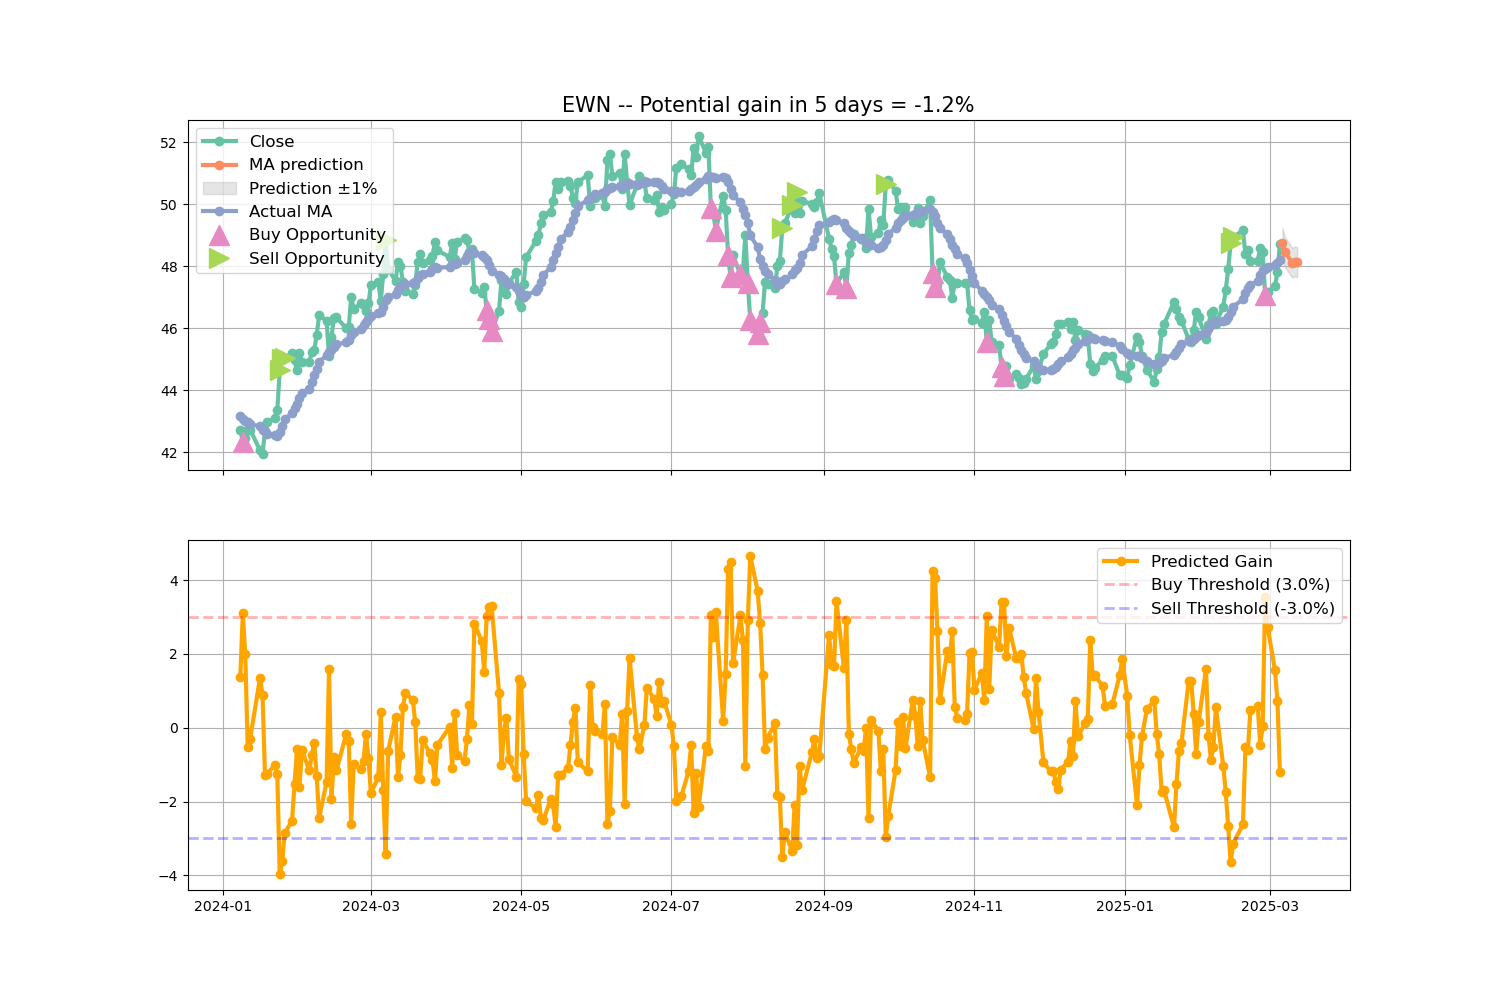 EWN -- Potential gain in 5 days = -1.2%
52
50
48
46
44
42
Close
MA prediction
Prediction ±1%
Actual MA
Buy Opportunity
Sell Opportunity
4
2
0
−2
−4
Predicted Gain
Buy Threshold (3.0%)
Sell Threshold (-3.0%)
2024-01
2024-03
2024-05
2024-07
2024-09
2024-11
2025-01
2025-03